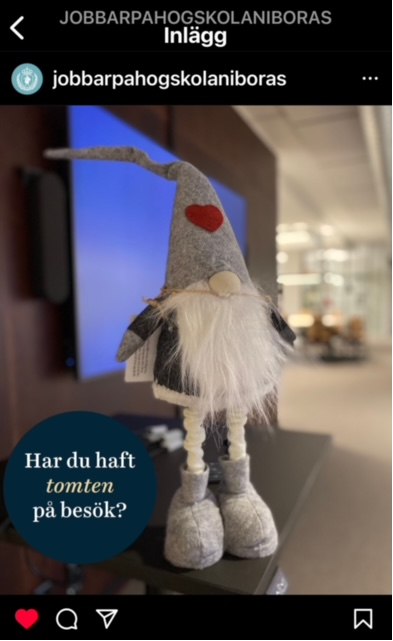 JOBBARPAHOGSKOLANIBORAS
Inlägg
jobbarpahogskolaniboras
Har du haft
tomten
på besök?